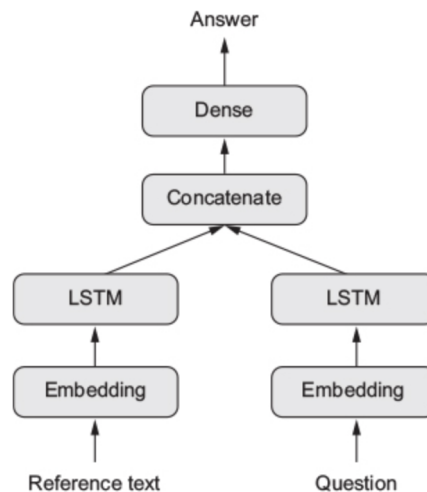 Answer
Dense
Concatenate
LSTM
LSTM
Embedding
Embedding
Reference text
Question